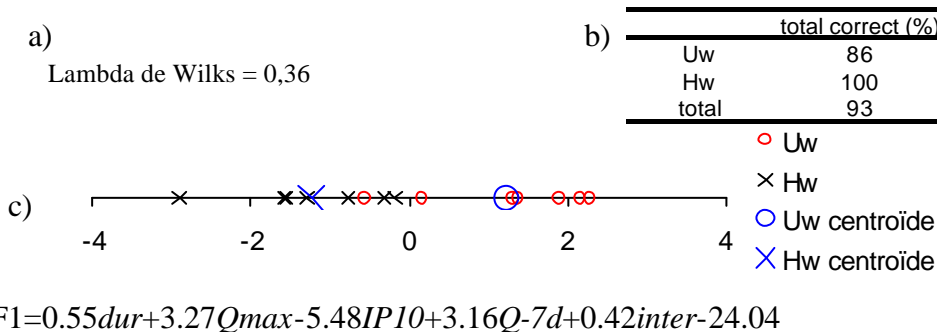 a)
Lambda de Wilks = 0,36
b)
total correct (%)
Uw 86
Hw 100
total 93
Uw
Hw
Uw centroïde
Hw centroïde
c)
-4 -2 0 2 4
F1=0.55dur+3.27Qmax-5.48IP10+3.16Q-7d+0.42inter-24.04